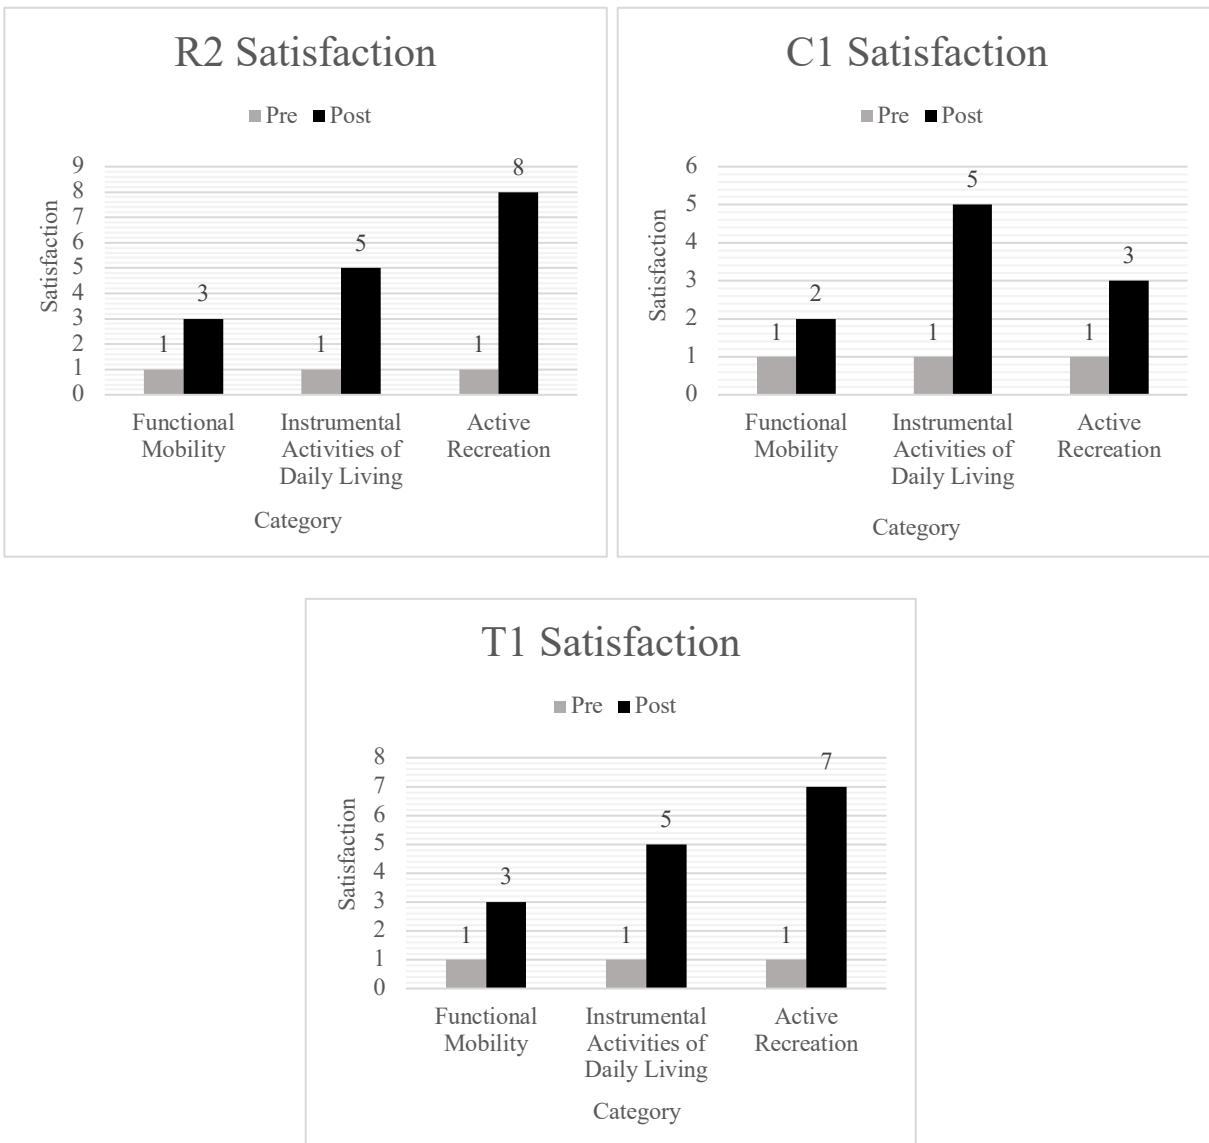 R2 Satisfaction
Pre Post
9
8
7
6
5
4
3
2
1
0
Satisfaction
1 3 1 5 1 8
Functional Mobility
Instrumental Activities of Daily Living
Active Recreation
Category
C1 Satisfaction
Pre Post
6
5
4
3
2
1
0
Satisfaction
1 2 1 5 1 3
Functional Mobility
Instrumental Activities of Daily Living
Active Recreation
Category
T1 Satisfaction
Pre Post
8
7
6
5
4
3
2
1
0
Satisfaction
1 3 1 5 1 7
Functional Mobility
Instrumental Activities of Daily Living
Active Recreation
Category